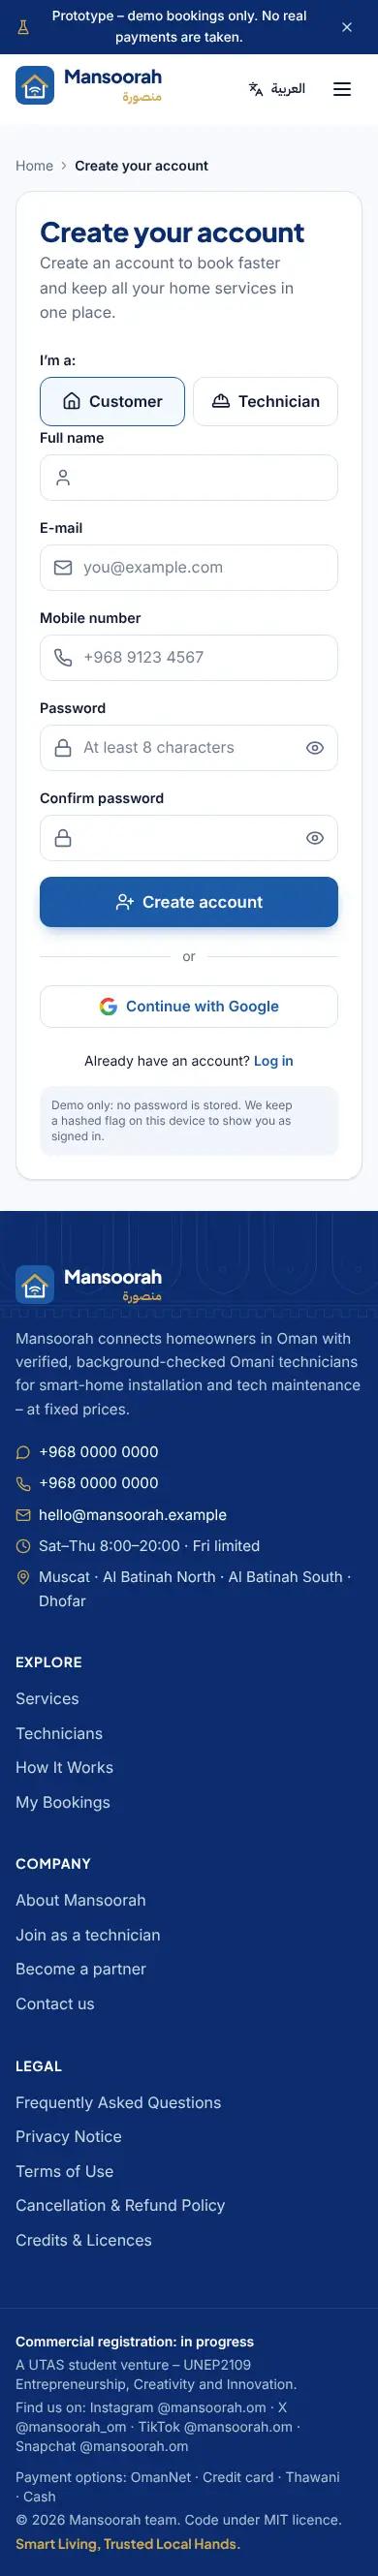 Prototype – demo bookings only. No real
payments are taken.
Mansoorah
منصورة
العربية
Home > Create your account
Create your account
Create an account to book faster
and keep all your home services in
one place.
I'm a:
Customer
Technician
Full name
E-mail
you@example.com
Mobile number
+968 9123 4567
Password
At least 8 characters
Confirm password
Create account
or
Continue with Google
Already have an account? Log in
Demo only: no password is stored. We keep
a hashed flag on this device to show you as
signed in.
Mansoorah
منصورة
Mansoorah connects homeowners in Oman with
verified, background-checked Omani technicians
for smart-home installation and tech maintenance
– at fixed prices.
+968 0000 0000
+968 0000 0000
hello@mansoorah.example
Sat–Thu 8:00–20:00 · Fri limited
Muscat · Al Batinah North · Al Batinah South ·
Dhofar
EXPLORE
Services
Technicians
How It Works
My Bookings
COMPANY
About Mansoorah
Join as a technician
Become a partner
Contact us
LEGAL
Frequently Asked Questions
Privacy Notice
Terms of Use
Cancellation & Refund Policy
Credits & Licences
Commercial registration: in progress
A UTAS student venture – UNEP2109
Entrepreneurship, Creativity and Innovation.
Find us on: Instagram @mansoorah.om · X
@mansoorah_om · TikTok @mansoorah.om ·
Snapchat @mansoorah.om
Payment options: OmanNet · Credit card · Thawani
· Cash
© 2026 Mansoorah team. Code under MIT licence.
Smart Living, Trusted Local Hands.